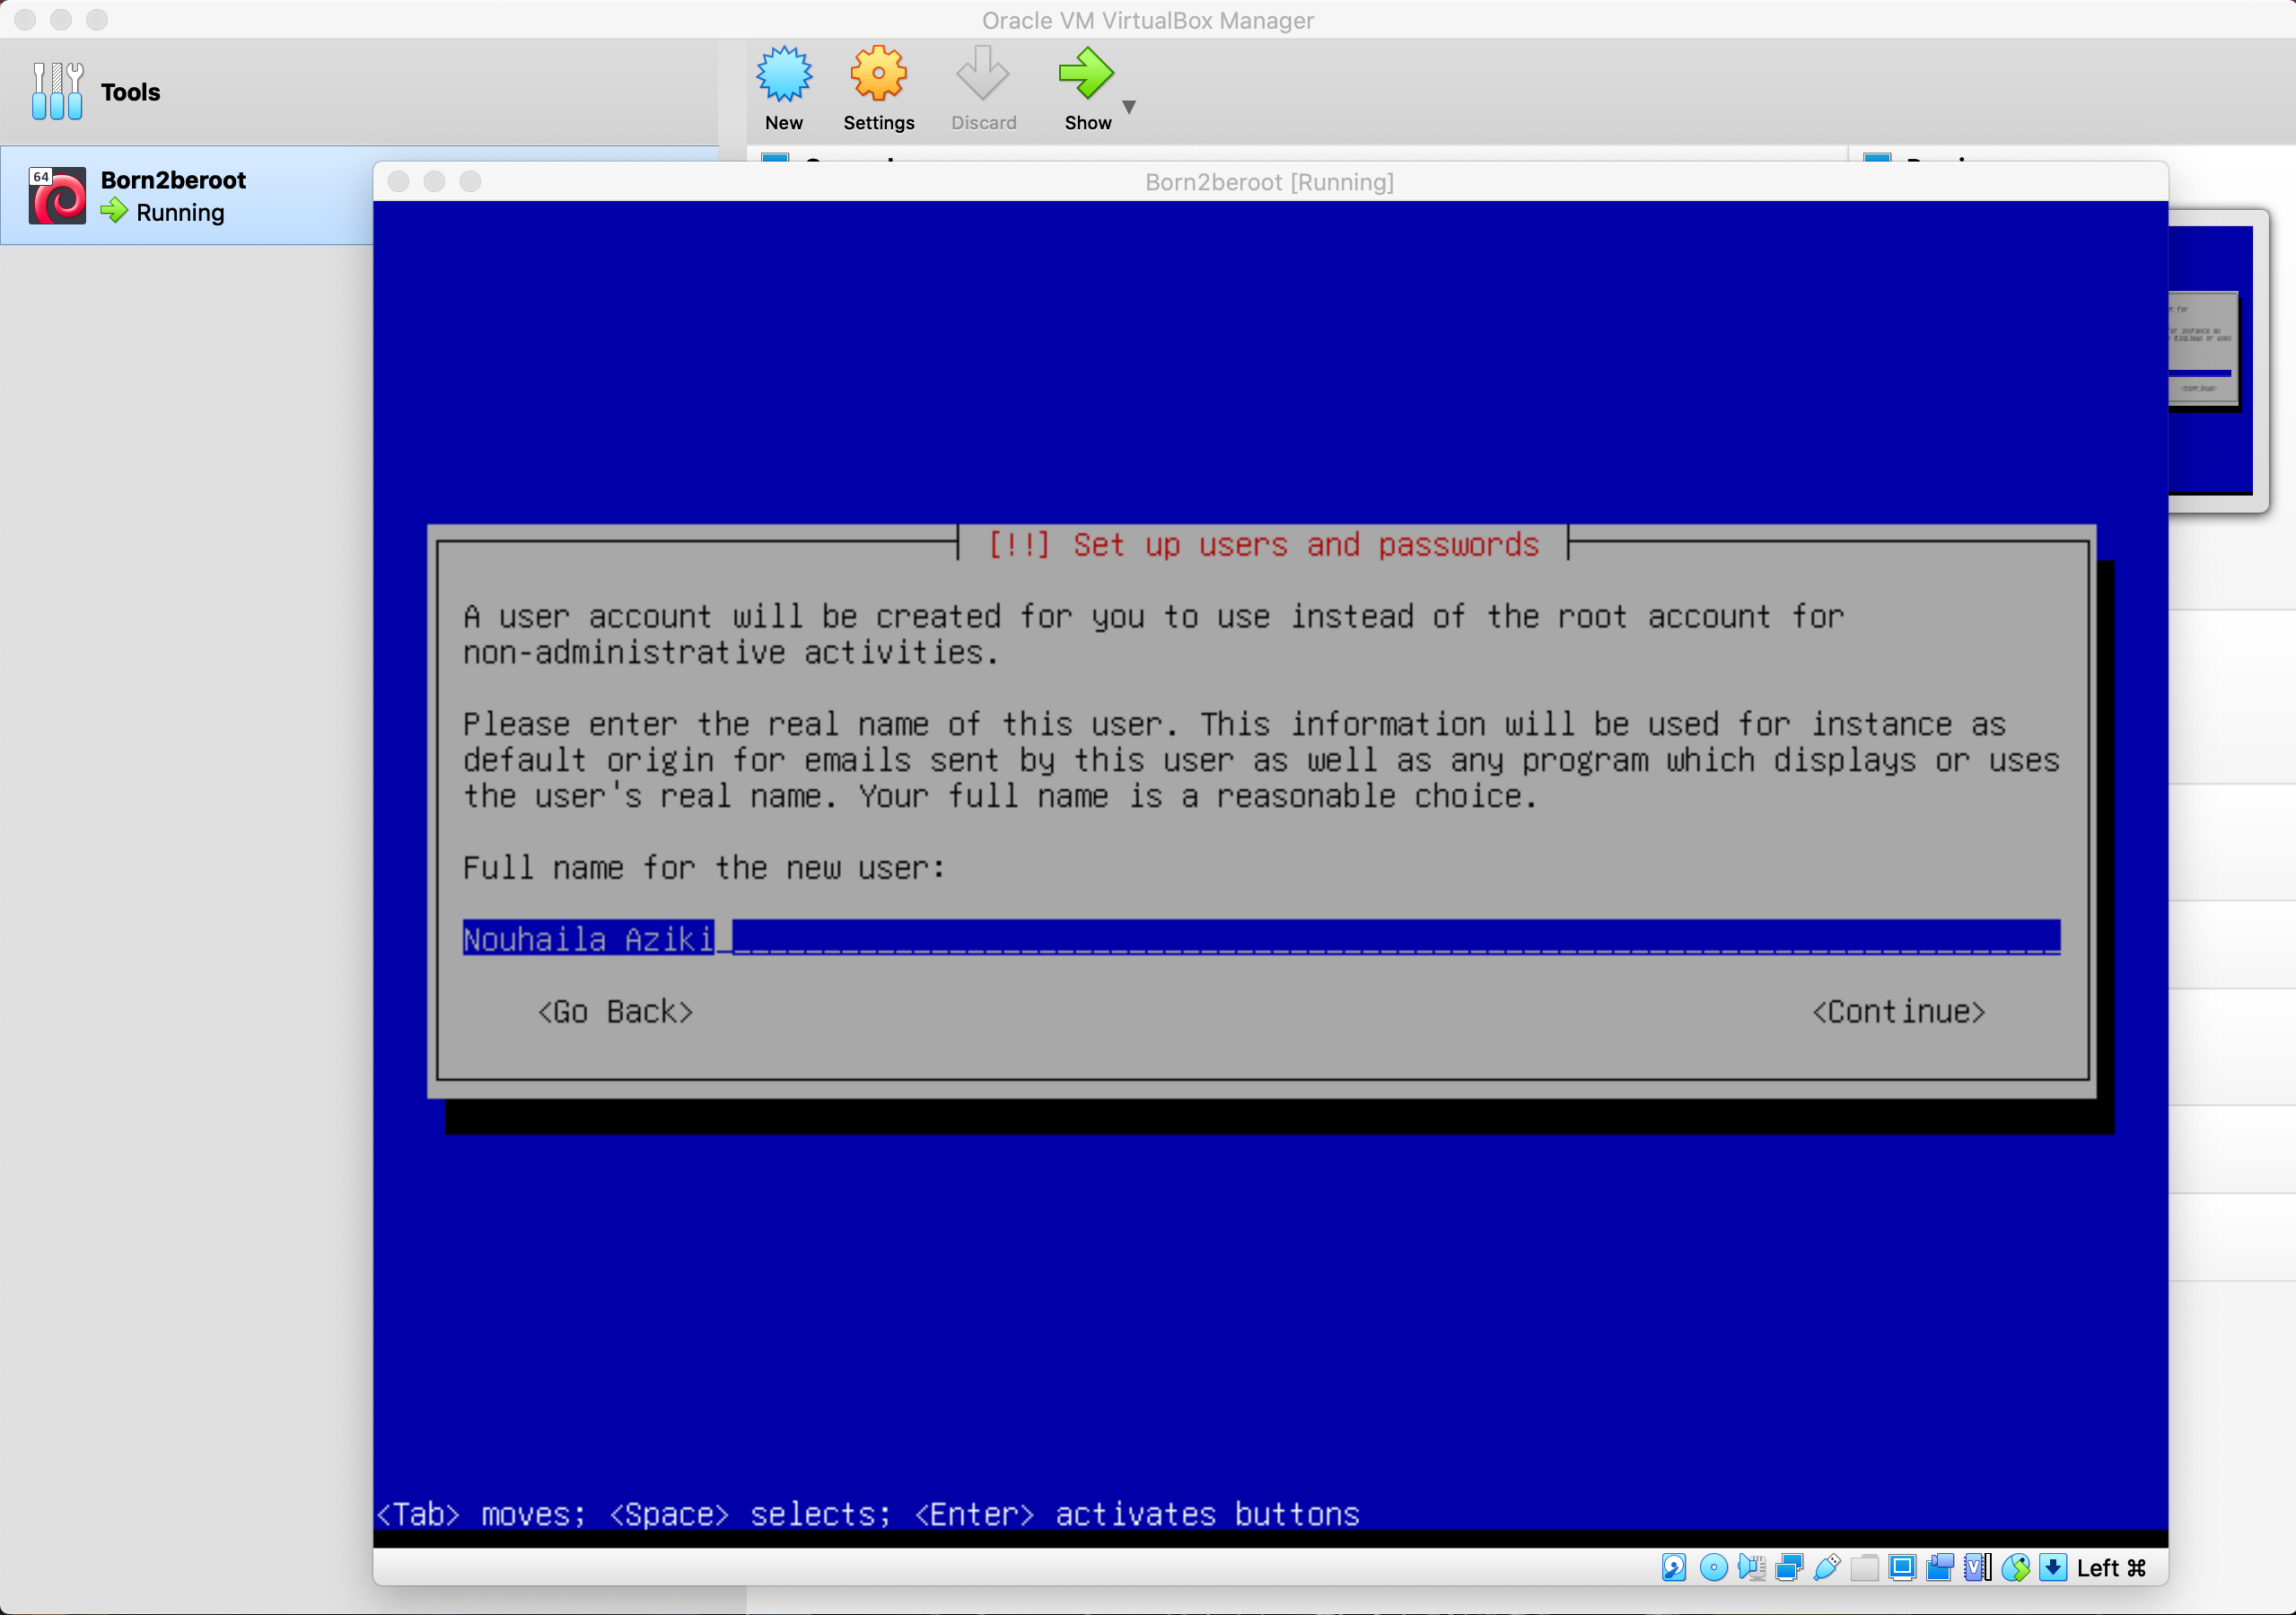 Oracle VM VirtualBox Manager
Tools
New
Settings
Discard
Show
64
Born2beroot
Running
Born2beroot [Running]
[!!] Set up users and passwords
A user account will be created for you to use instead of the root account for
non-administrative activities.
Please enter the real name of this user. This information will be used for instance as
default origin for emails sent by this user as well as any program which displays or uses
the user's real name. Your full name is a reasonable choice.
Full name for the new user:
Nouhaila Aziki
<Go Back>
<Continue>
<Tab> moves; <Space> selects; <Enter> activates buttons
Left ⌘